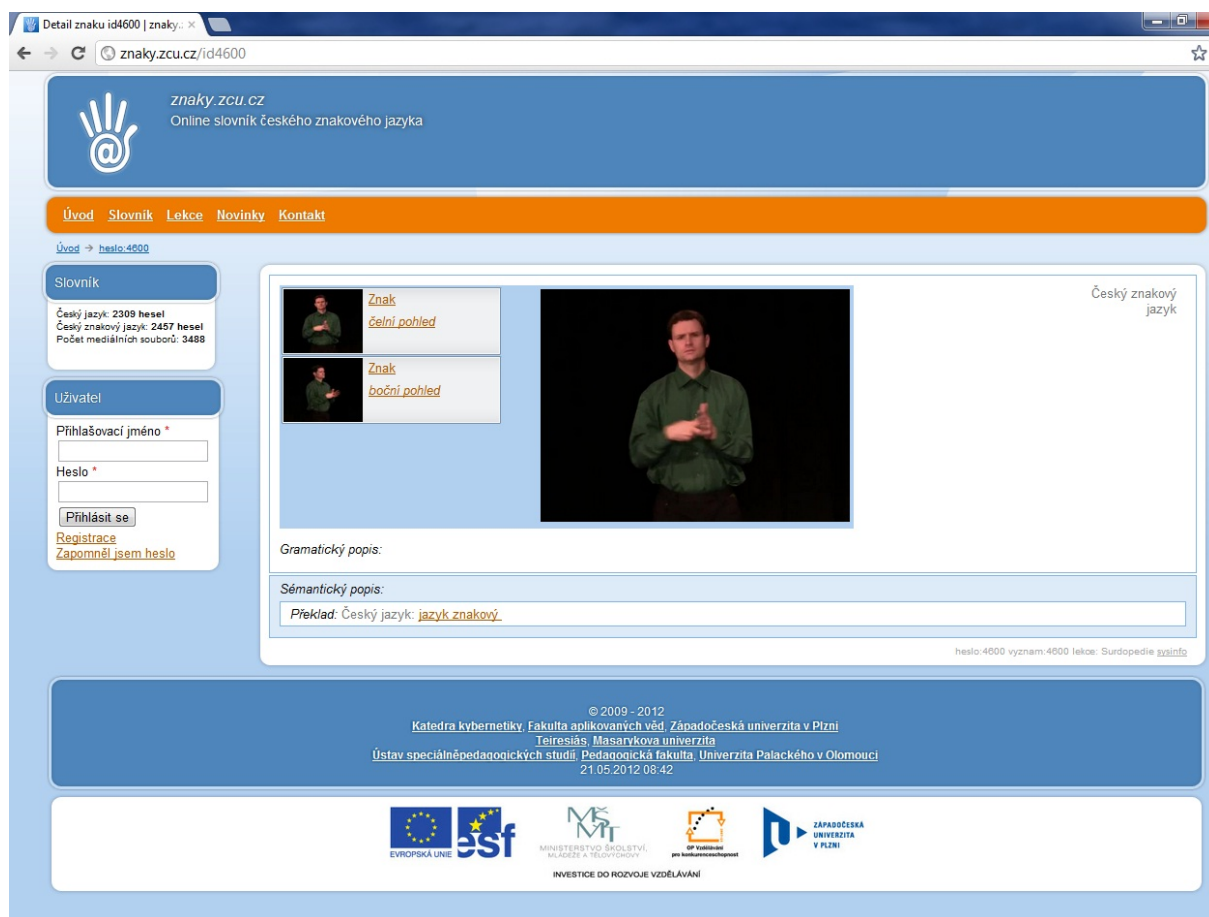 Detail znaku id4600 | znaky.:
znaky.zcu.cz/id4600
znaky.zcu.cz
Online slovník českého znakového jazyka
Úvod Slovník Lekce Novinky Kontakt
Úvod → heslo:4600
Slovník
Český jazyk: 2309 hesel
Český znakový jazyk: 2457 hesel
Počet mediálních souborů: 3488
Uživatel
Přihlašovací jméno *
Heslo *
Přihlásit se
Registrace
Zapomněl jsem heslo
Znak
čelní pohled
Znak
boční pohled
Český znakový
jazyk
Gramatický popis:
Sémantický popis:
Překlad: Český jazyk: jazyk znakový
heslo:4600 vyznam:4600 lekce: Surdopedie sysinfo
© 2009 - 2012
Katedra kybernetiky, Fakulta aplikovaných věd, Západočeská univerzita v Plzni
Teiresiás, Masarykova univerzita
Ústav speciálněpedagogických studií, Pedagogická fakulta, Univerzita Palackého v Olomouci
21.05.2012 08:42
EVROPSKÁ UNIE
esf
MŠMT
MINISTERSTVO ŠKOLSTVÍ,
MLÁDEŽE A TĚLOVÝCHOVY
OP Vzdělávání
pro konkurenceschopnost
ZÁPADOČESKÁ
UNIVERZITA
V PLZNI
INVESTICE DO ROZVOJE VZDĚLÁVÁNÍ